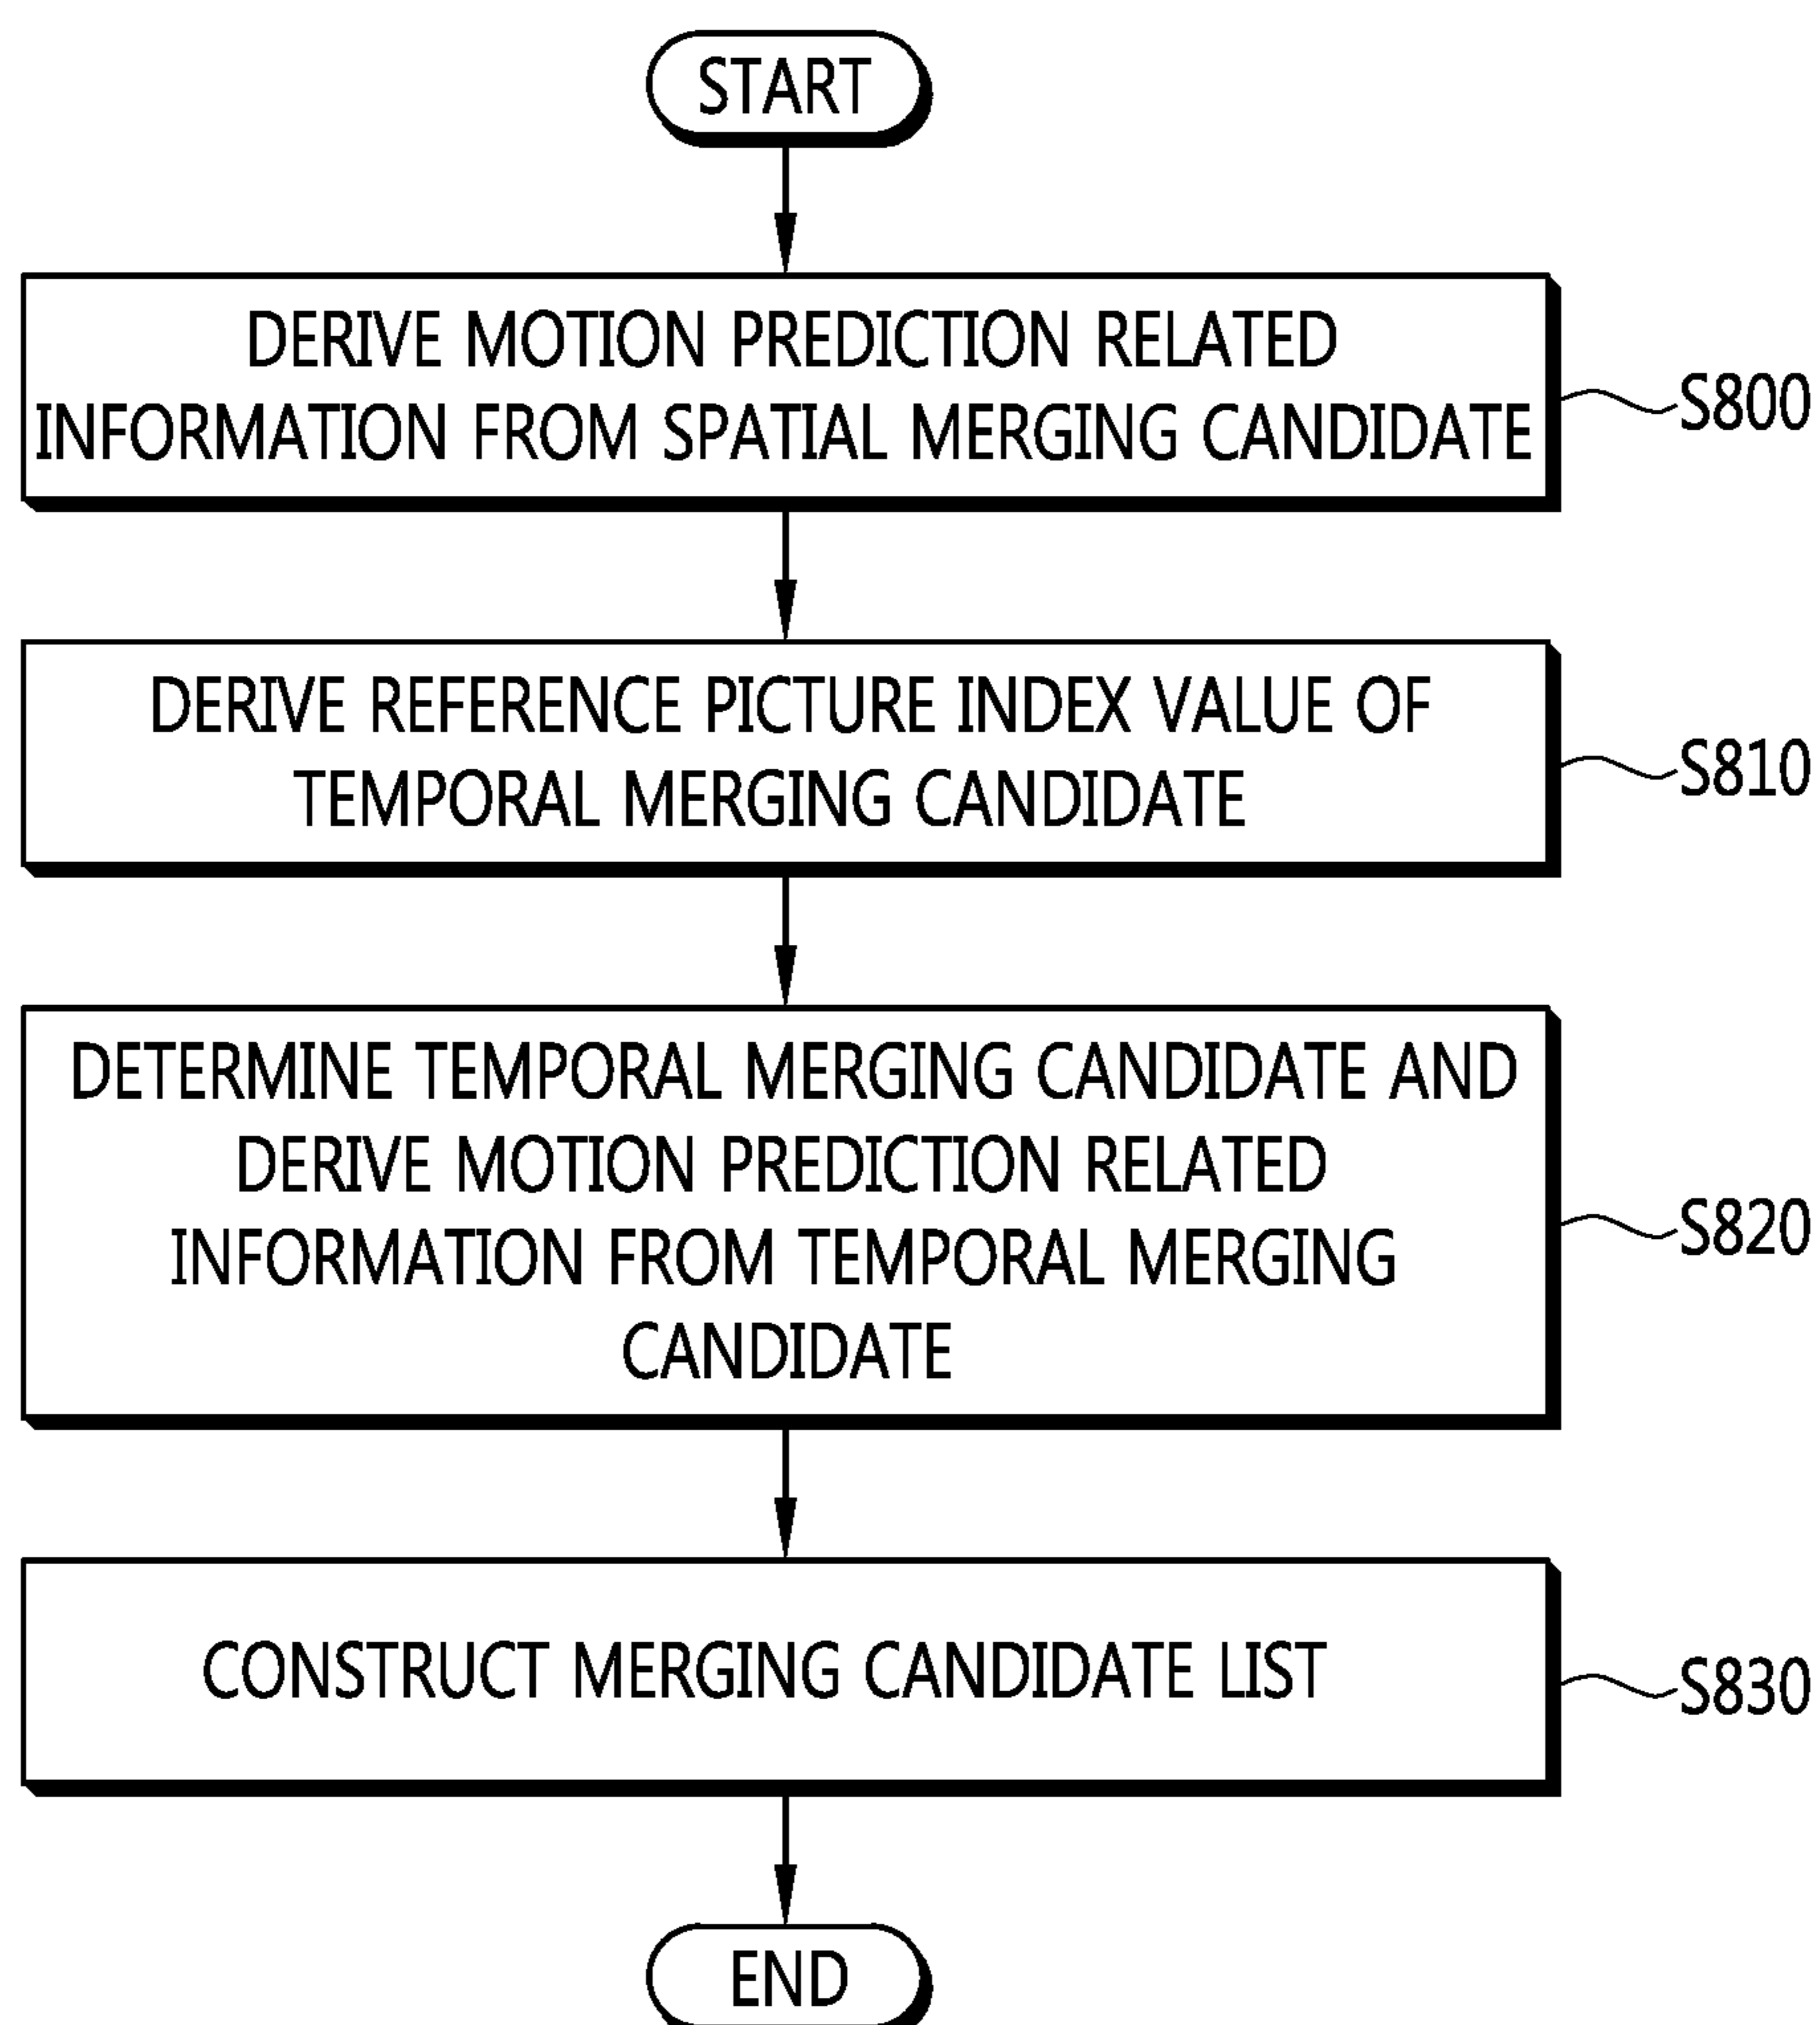 START
DERIVE MOTION PREDICTION RELATED
INFORMATION FROM SPATIAL MERGING CANDIDATE
S800
DERIVE REFERENCE PICTURE INDEX VALUE OF
TEMPORAL MERGING CANDIDATE
S810
DETERMINE TEMPORAL MERGING CANDIDATE AND
DERIVE MOTION PREDICTION RELATED
INFORMATION FROM TEMPORAL MERGING
CANDIDATE
S820
CONSTRUCT MERGING CANDIDATE LIST
S830
END